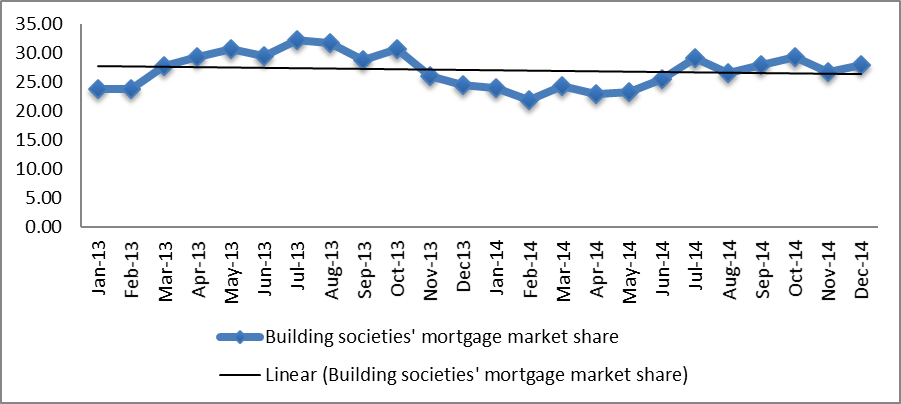 35.00
30.00
25.00
20.00
15.00
10.00
5.00
0.00
Jan-13
Feb-13
Mar-13
Apr-13
May-13
Jun-13
Jul-13
Aug-13
Sep-13
Oct-13
Nov-13
Dec13
Jan-14
Feb-14
Mar-14
Apr-14
May-14
Jun-14
Jul-14
Aug-14
Sep-14
Oct-14
Nov-14
Dec-14
Building societies' mortgage market share
Linear (Building societies' mortgage market share)